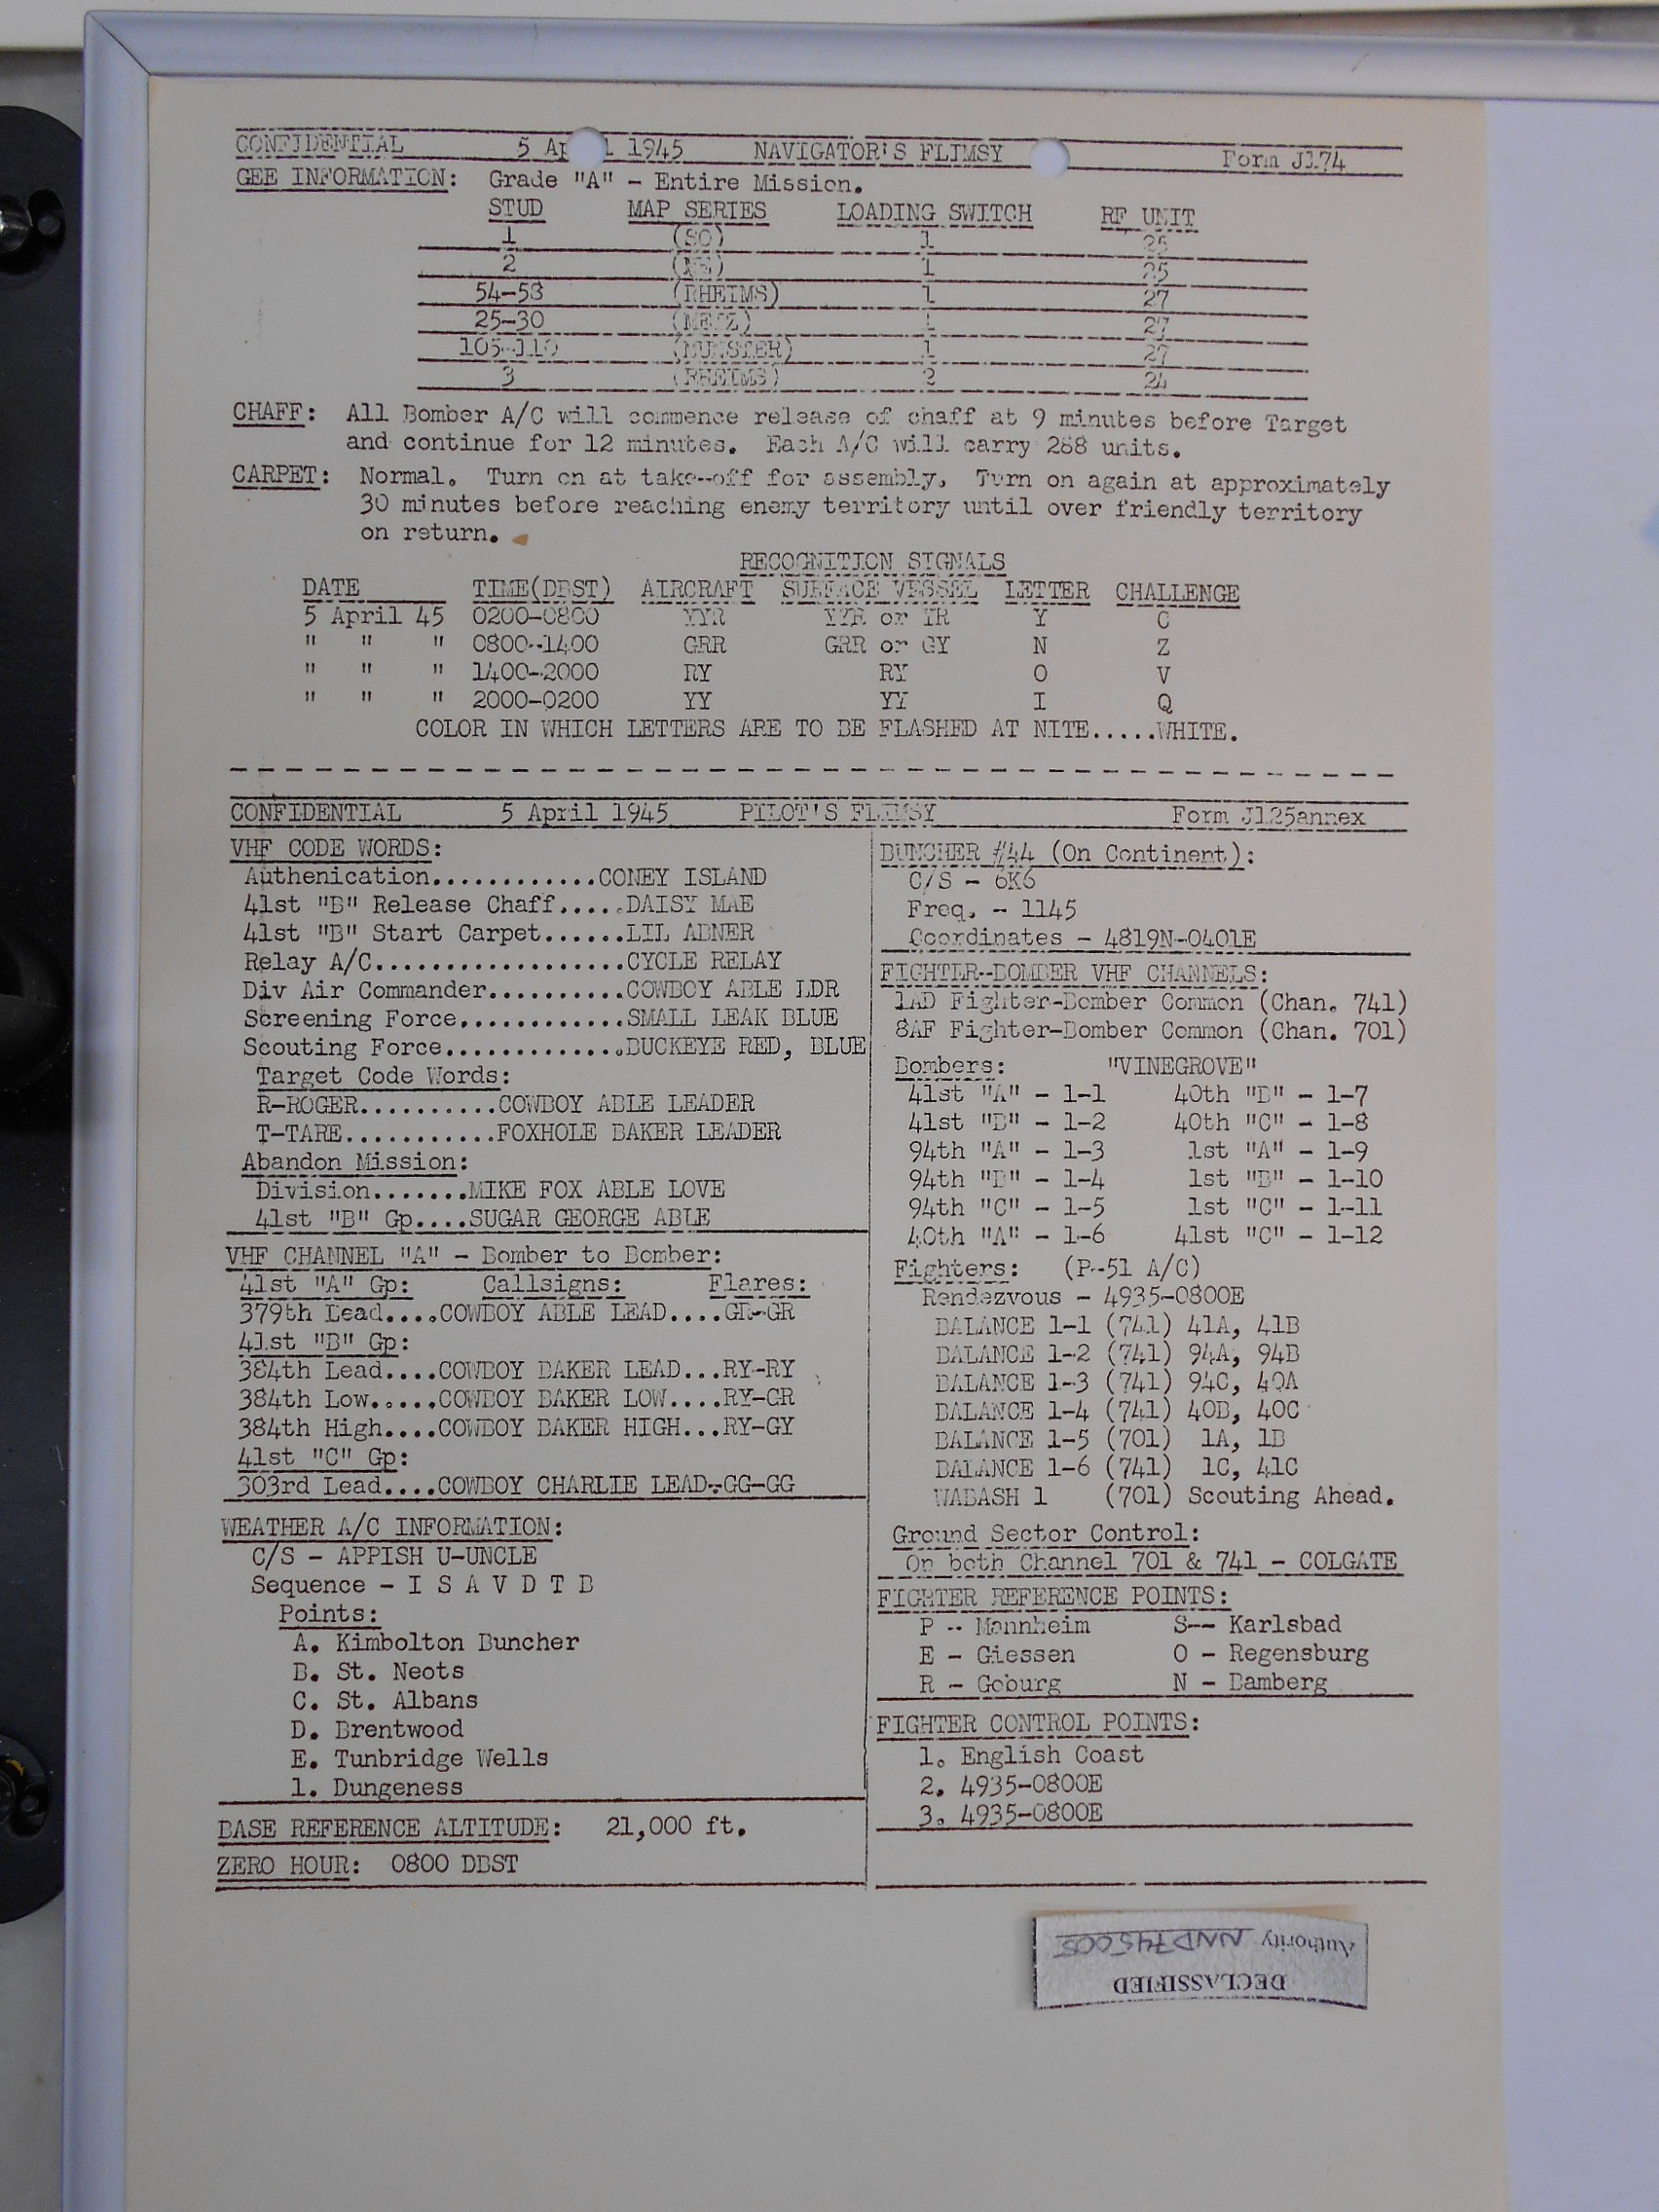 CONFIDENTIAL 5 Ap l 1945 NAVIGATOR'S FLIMSY Form J174
GEE INFORMATION: Grade "A" - Entire Mission.
STUD MAP SERIES LOADING SWITCH RF UNIT
1 (SO) 1 25
2 (NE) 1 25
54-58 (RHEIMS) 1 27
25-30 (METZ) 1 27
105-110 (MUNSTER) 1 27
3 (RHEIMS) 2 24
CHAFF: All Bomber A/C will commence release of chaff at 9 minutes before Target
and continue for 12 minutes. Each A/C will carry 288 units.
CARPET: Normal. Turn on at take-off for assembly. Turn on again at approximately
30 minutes before reaching enemy territory until over friendly territory
on return.
RECOGNITION SIGNALS
DATE TIME(DBST) AIRCRAFT SURFACE VESSEL LETTER CHALLENGE
5 April 45 0200-0800 YYR YYR or YR Y C
" " " 0800-1400 GRR GRR or GY N Z
" " " 1400-2000 RY RY O V
" " " 2000-0200 YY YY I Q
COLOR IN WHICH LETTERS ARE TO BE FLASHED AT NITE.....WHITE.
CONFIDENTIAL 5 April 1945 PILOT'S FLIMSY Form J125annex
VHF CODE WORDS:
Authenication............CONEY ISLAND
41st "B" Release Chaff.....DAISY MAE
41st "B" Start Carpet......LIL ABNER
Relay A/C..................CYCLE RELAY
Div Air Commander..........COWBOY ABLE LDR
Screening Force............SMALL LEAK BLUE
Scouting Force.............BUCKEYE RED, BLUE
Target Code Words:
R-ROGER..........COWBOY ABLE LEADER
T-TARE...........FOXHOLE BAKER LEADER
Abandon Mission:
Division.......MIKE FOX ABLE LOVE
41st "B" Gp....SUGAR GEORGE ABLE
VHF CHANNEL "A" - Bomber to Bomber:
41st "A" Gp: Callsigns: Flares:
379th Lead....COWBOY ABLE LEAD....GR-GR
41st "B" Gp:
384th Lead....COWBOY BAKER LEAD...RY-RY
384th Low.....COWBOY BAKER LOW....RY-GR
384th High....COWBOY BAKER HIGH...RY-GY
41st "C" Gp:
303rd Lead....COWBOY CHARLIE LEAD-GG-GG
WEATHER A/C INFORMATION:
C/S - APPISH U-UNCLE
Sequence - I S A V D T B
Points:
A. Kimbolton Buncher
B. St. Neots
C. St. Albans
D. Brentwood
E. Tunbridge Wells
1. Dungeness
BASE REFERENCE ALTITUDE: 21,000 ft.
ZERO HOUR: 0800 DBST
BUNCHER #44 (On Continent):
C/S - 6K6
Freq. - 1145
Coordinates - 4819N-0401E
FIGHTER-BOMBER VHF CHANNELS:
1AD Fighter-Bomber Common (Chan. 741)
8AF Fighter-Bomber Common (Chan. 701)
Bombers: "VINEGROVE"
41st "A" - 1-1 40th "B" - 1-7
41st "B" - 1-2 40th "C" - 1-8
94th "A" - 1-3 1st "A" - 1-9
94th "B" - 1-4 1st "B" - 1-10
94th "C" - 1-5 1st "C" - 1-11
40th "A" - 1-6 41st "C" - 1-12
Fighters: (P-51 A/C)
Rendezvous - 4935-0800E
BALANCE 1-1 (741) 41A, 41B
BALANCE 1-2 (741) 94A, 94B
BALANCE 1-3 (741) 94C, 40A
BALANCE 1-4 (741) 40B, 40C
BALANCE 1-5 (701) 1A, 1B
BALANCE 1-6 (741) 1C, 41C
WABASH 1 (701) Scouting Ahead.
Ground Sector Control:
On both Channel 701 & 741 - COLGATE
FIGHTER REFERENCE POINTS:
P - Mannheim S-- Karlsbad
E - Giessen O - Regensburg
R - Coburg N - Bamberg
FIGHTER CONTROL POINTS:
1. English Coast
2. 4935-0800E
3. 4935-0800E
DECLASSIFIED
Authority NND745005